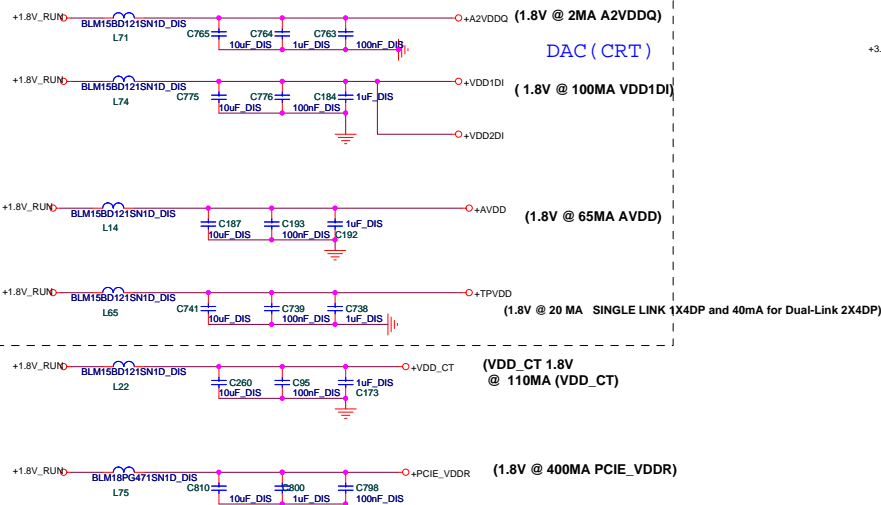 +1.8V_RUN
BLM15BD121SN1D_DIS
L71
C765
10uF_DIS
C764
1uF_DIS
C763
100nF_DIS
+A2VDDQ
(1.8V @ 2MA A2VDDQ)
DAC(CRT)
+3.
+1.8V_RUN
BLM15BD121SN1D_DIS
L74
C775
10uF_DIS
C776
100nF_DIS
C184
1uF_DIS
+VDD1DI
( 1.8V @ 100MA VDD1DI)
+VDD2DI
+1.8V_RUN
BLM15BD121SN1D_DIS
L14
C187
10uF_DIS
C193
100nF_DIS
1uF_DIS
C192
+AVDD
(1.8V @ 65MA AVDD)
+1.8V_RUN
BLM15BD121SN1D_DIS
L65
C741
10uF_DIS
C739
100nF_DIS
C738
1uF_DIS
+TPVDD
(1.8V @ 20 MA SINGLE LINK 1X4DP and 40mA for Dual-Link 2X4DP)
+1.8V_RUN
BLM15BD121SN1D_DIS
L22
C260
10uF_DIS
C95
100nF_DIS
1uF_DIS
C173
+VDD_CT
(VDD_CT 1.8V
@ 110MA (VDD_CT)
+1.8V_RUN
BLM18PG471SN1D_DIS
L75
C810
10uF_DIS
C800
1uF_DIS
C798
100nF_DIS
+PCIE_VDDR
(1.8V @ 400MA PCIE_VDDR)